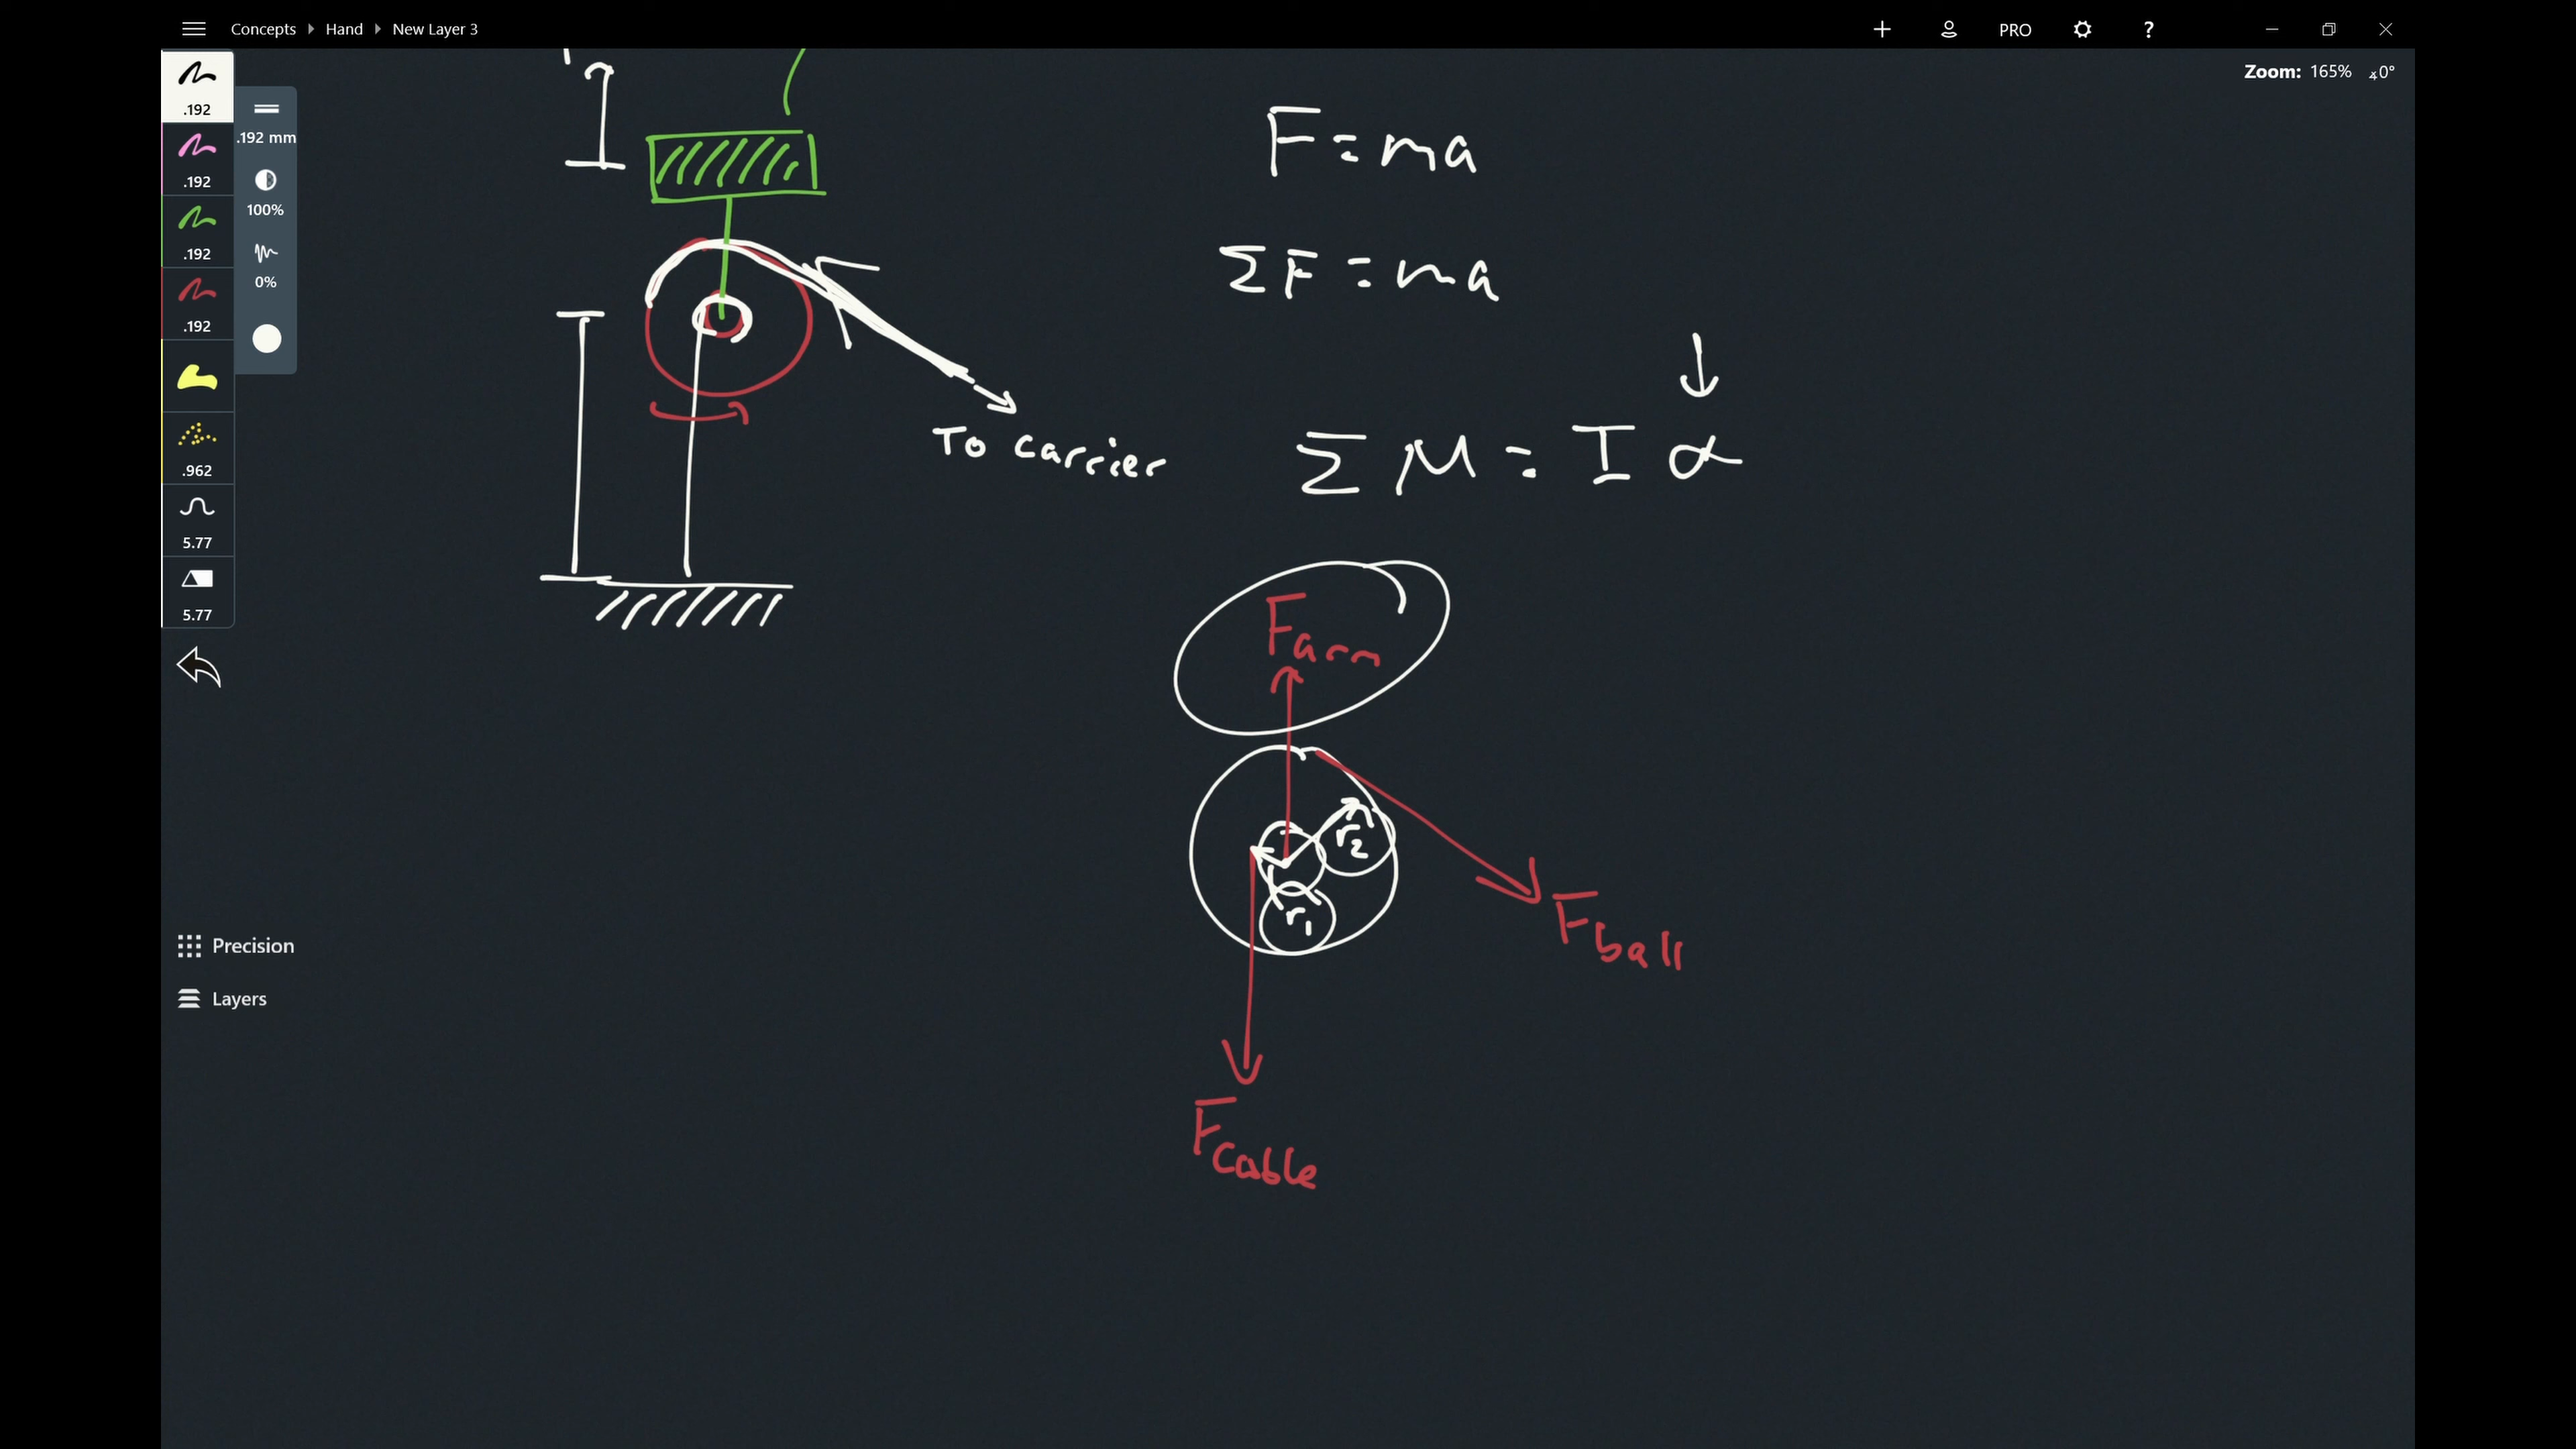 Concepts Hand New Layer 3
PRO
?
Zoom: 165% 0°
.192
.192 mm
.192
100%
.192
0%
.192
.962
5.77
5.77
Precision
Layers
To carrier
F = ma
ΣF = ma
ΣM = Iα
Farm
r2
r1
Fball
Fcable